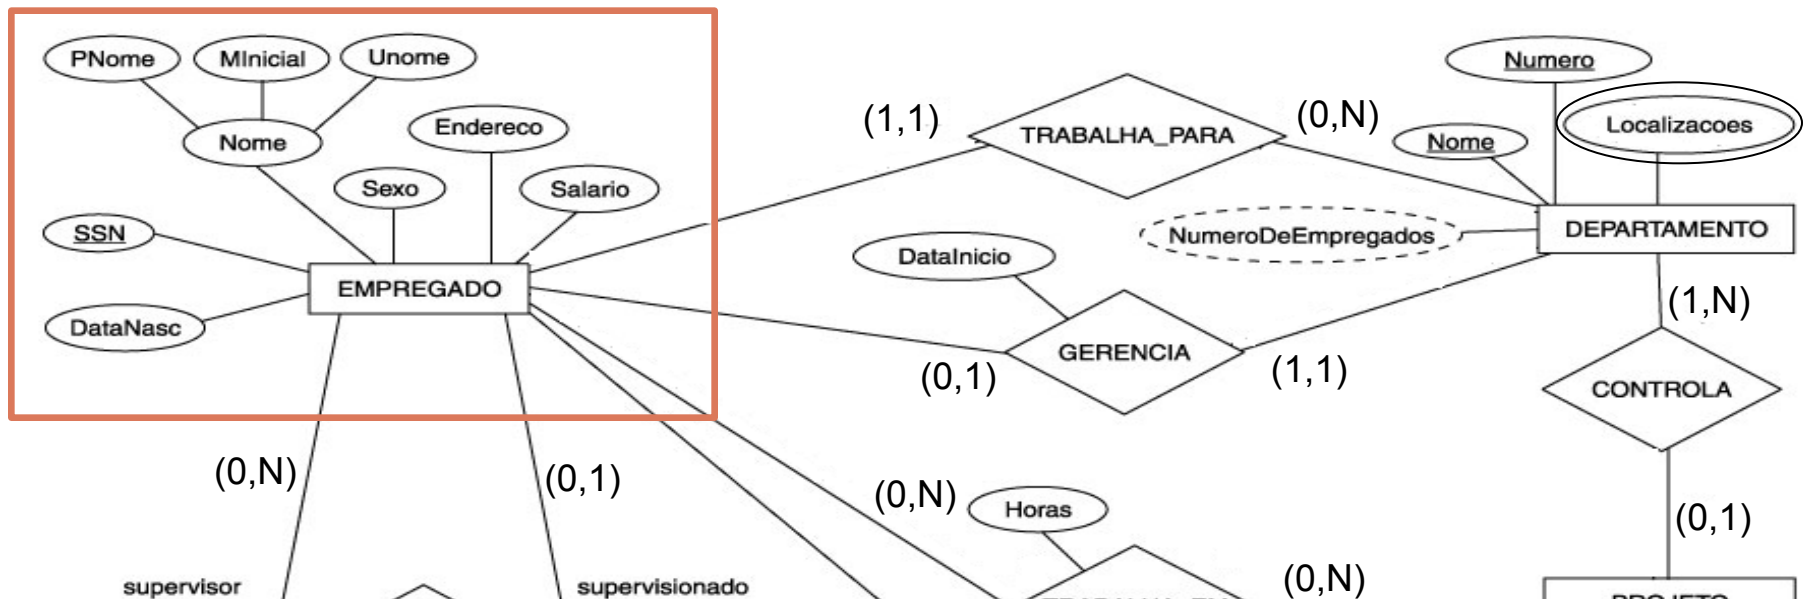 PNome
MInicial
Unome
Nome
Endereco
Sexo
Salario
SSN
DataNasc
EMPREGADO
(1,1)
TRABALHA_PARA
(0,N)
Numero
Localizacoes
Nome
NumeroDeEmpregados
DEPARTAMENTO
DataInicio
GERENCIA
(0,1)
(1,1)
(1,N)
CONTROLA
(0,1)
(0,N)
(0,1)
(0,N)
Horas
(0,N)
supervisor
supervisionado